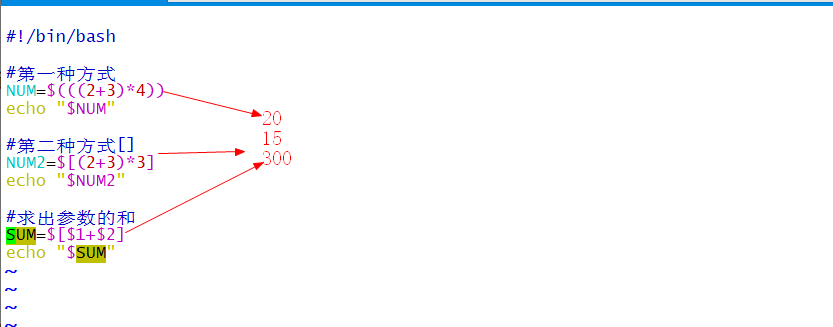 #!/bin/bash
#第一种方式
NUM=$(((2+3)*4))
echo "$NUM"
#第二种方式[]
NUM2=$[(2+3)*3]
echo "$NUM2"
#求出参数的和
SUM=$[$1+$2]
echo "$SUM"
~
~
~
~
20
15
300